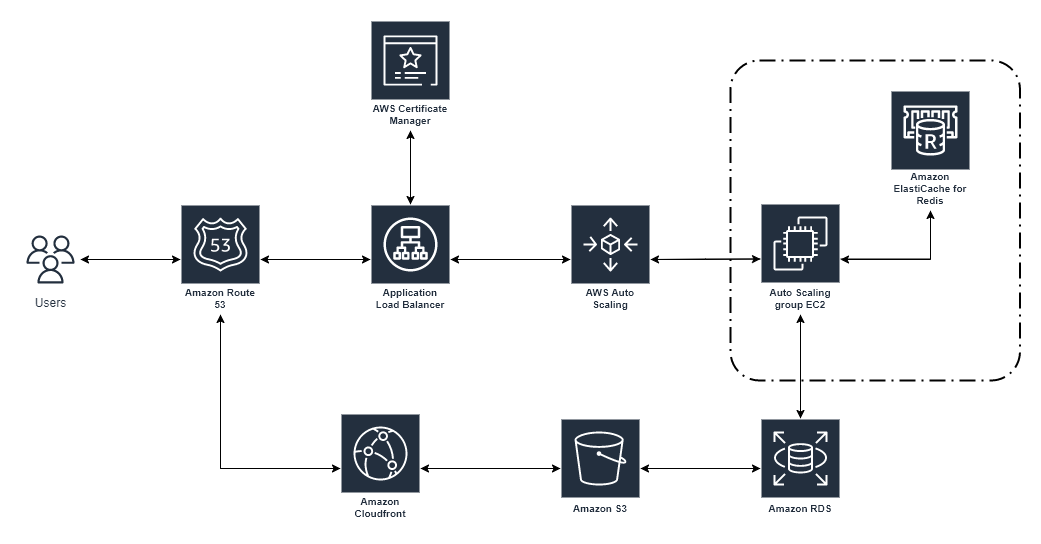 AWS Certificate
Manager
R
Amazon
ElastiCache for
Redis
53
Users
Amazon Route
53
Application
Load Balancer
AWS Auto
Scaling
Auto Scaling
group EC2
Amazon
Cloudfront
Amazon S3
Amazon RDS